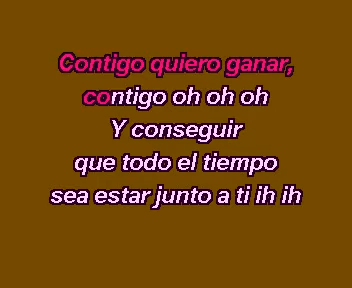 Contigo quiero ganar,
contigo oh oh oh
Y conseguir
que todo el tiempo
sea estar junto a ti ih ih